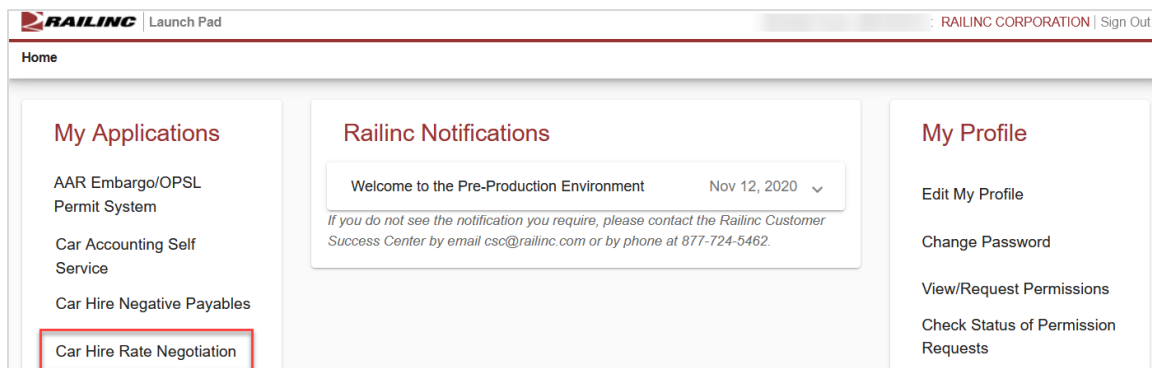 RAILINC Launch Pad
: RAILINC CORPORATION | Sign Out
Home
My Applications
AAR Embargo/OPSL
Permit System
Car Accounting Self
Service
Car Hire Negative Payables
Car Hire Rate Negotiation
Railinc Notifications
Welcome to the Pre-Production Environment Nov 12, 2020
If you do not see the notification you require, please contact the Railinc Customer
Success Center by email csc@railinc.com or by phone at 877-724-5462.
My Profile
Edit My Profile
Change Password
View/Request Permissions
Check Status of Permission
Requests